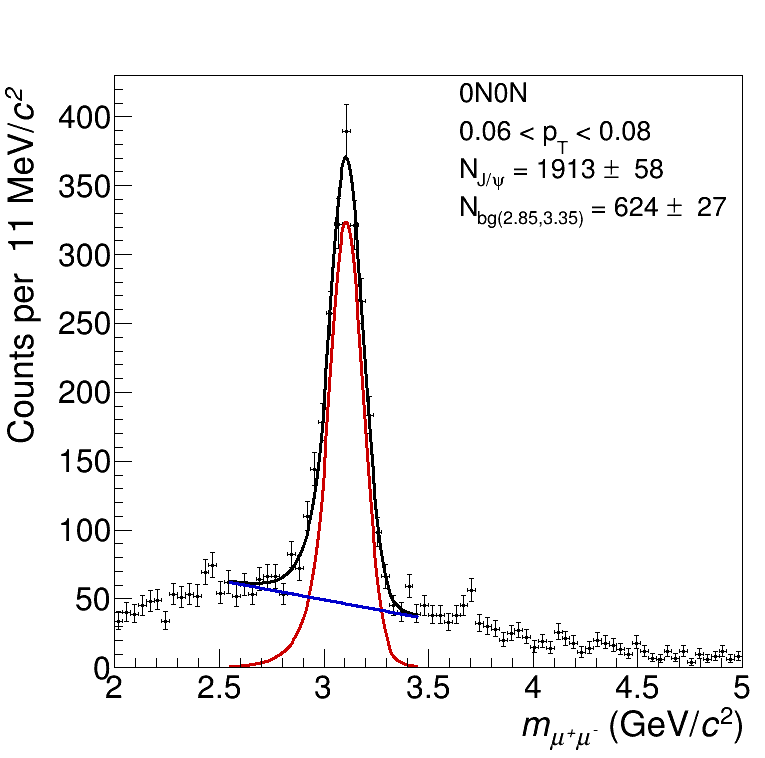 Counts per 11 MeV/c²
400
350
300
250
200
150
100
50
0
0N0N
0.06 < p_T < 0.08
N_J/ψ = 1913 ± 58
N_bg(2.85,3.35) = 624 ± 27
2 2.5 3 3.5 4 4.5 5
m_μ⁺μ⁻ (GeV/c²)